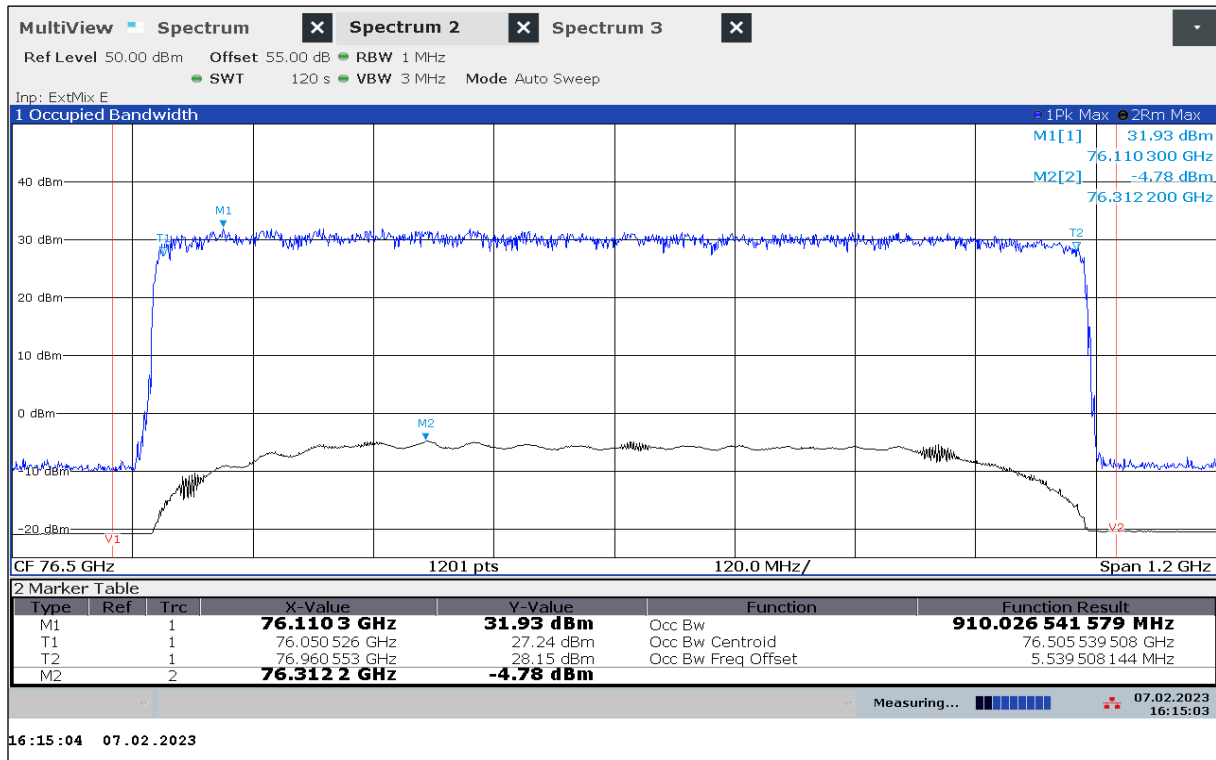 MultiView Spectrum Spectrum 2 Spectrum 3
Ref Level 50.00 dBm Offset 55.00 dB RBW 1 MHz
SWT 120 s VBW 3 MHz Mode Auto Sweep
Inp: ExtMix E
1 Occupied Bandwidth 1Pk Max 2Rm Max
M1[1] 31.93 dBm
76.110 300 GHz
M2[2] -4.78 dBm
76.312 200 GHz
40 dBm
M1
30 dBm T1 T2
20 dBm
10 dBm
0 dBm
M2
-10 dBm
-20 dBm
V1 V2
CF 76.5 GHz 1201 pts 120.0 MHz/ Span 1.2 GHz
2 Marker Table
Type Ref Trc X-Value Y-Value Function Function Result
M1 1 76.110 3 GHz 31.93 dBm Occ Bw 910.026 541 579 MHz
T1 1 76.050 526 GHz 27.24 dBm Occ Bw Centroid 76.505 539 508 GHz
T2 1 76.960 553 GHz 28.15 dBm Occ Bw Freq Offset 5.539 508 144 MHz
M2 2 76.312 2 GHz -4.78 dBm
Measuring... 07.02.2023
16:15:03
16:15:04 07.02.2023